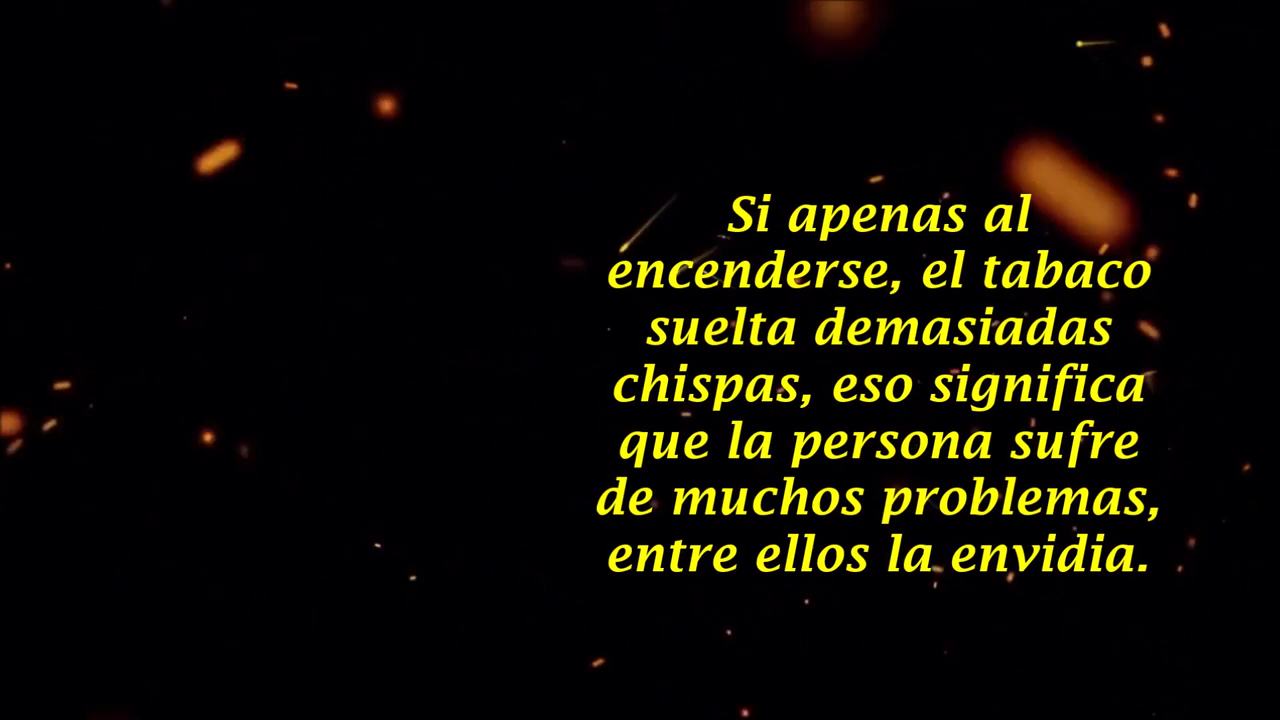 Si apenas al
encenderse, el tabaco
suelta demasiadas
chispas, eso significa
que la persona sufre
de muchos problemas,
entre ellos la envidia.